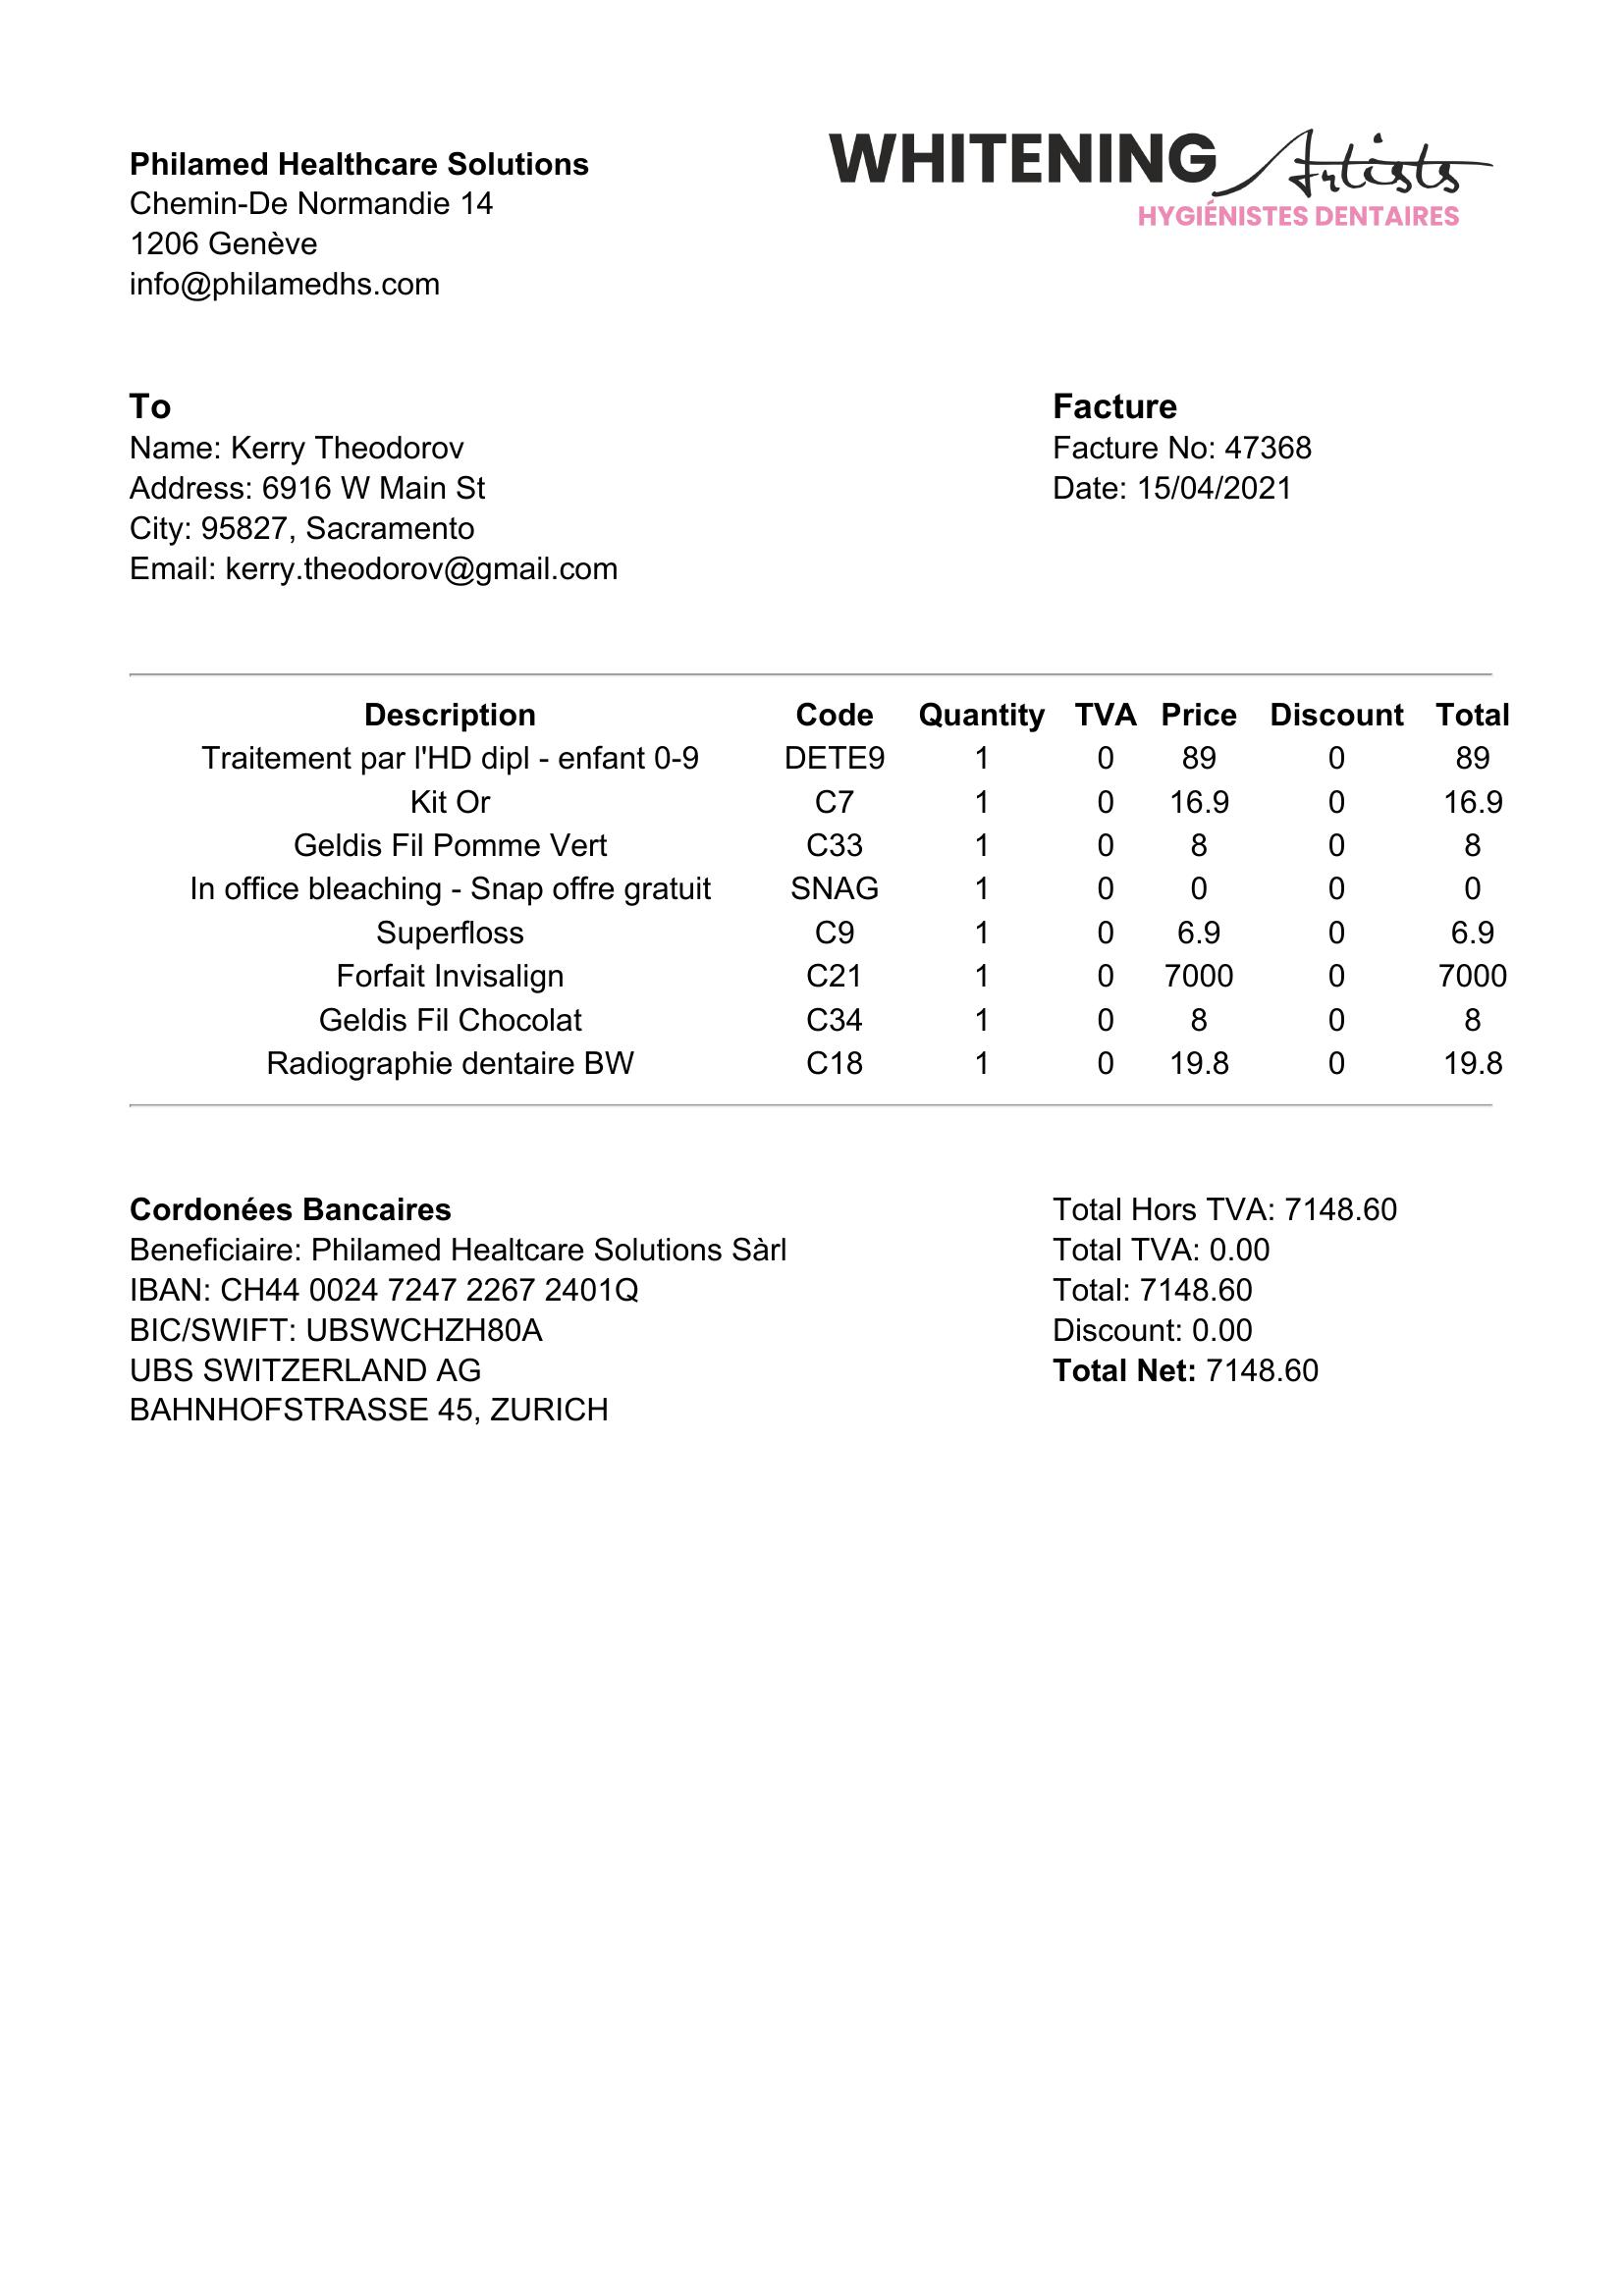 Philamed Healthcare Solutions
Chemin-De Normandie 14
1206 Genève
info@philamedhs.com
WHITENING Artists
HYGIÉNISTES DENTAIRES
To
Name: Kerry Theodorov
Address: 6916 W Main St
City: 95827, Sacramento
Email: kerry.theodorov@gmail.com
Facture
Facture No: 47368
Date: 15/04/2021
Description Code Quantity TVA Price Discount Total
Traitement par l'HD dipl - enfant 0-9 DETE9 1 0 89 0 89
Kit Or C7 1 0 16.9 0 16.9
Geldis Fil Pomme Vert C33 1 0 8 0 8
In office bleaching - Snap offre gratuit SNAG 1 0 0 0 0
Superfloss C9 1 0 6.9 0 6.9
Forfait Invisalign C21 1 0 7000 0 7000
Geldis Fil Chocolat C34 1 0 8 0 8
Radiographie dentaire BW C18 1 0 19.8 0 19.8
Cordonées Bancaires
Beneficiaire: Philamed Healtcare Solutions Sàrl
IBAN: CH44 0024 7247 2267 2401Q
BIC/SWIFT: UBSWCHZH80A
UBS SWITZERLAND AG
BAHNHOFSTRASSE 45, ZURICH
Total Hors TVA: 7148.60
Total TVA: 0.00
Total: 7148.60
Discount: 0.00
Total Net: 7148.60